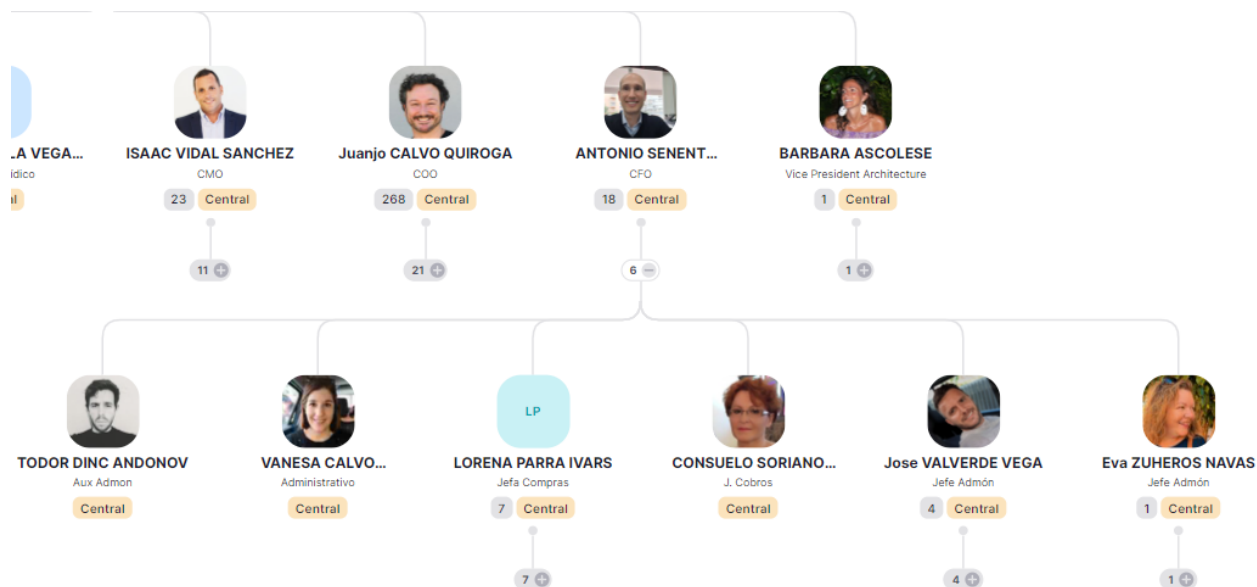 LA VEGA...
ídico
ISAAC VIDAL SANCHEZ
CMO
23 Central
11
Juanjo CALVO QUIROGA
COO
268 Central
21
ANTONIO SENENT...
CFO
18 Central
6
BARBARA ASCOLESE
Vice President Architecture
1 Central
1
TODOR DINC ANDONOV
Aux Admon
Central
VANESA CALVO...
Administrativo
Central
LP
LORENA PARRA IVARS
Jefa Compras
7 Central
7
CONSUELO SORIANO...
J. Cobros
Central
Jose VALVERDE VEGA
Jefe Admón
4 Central
4
Eva ZUHEROS NAVAS
Jefe Admón
1 Central
1